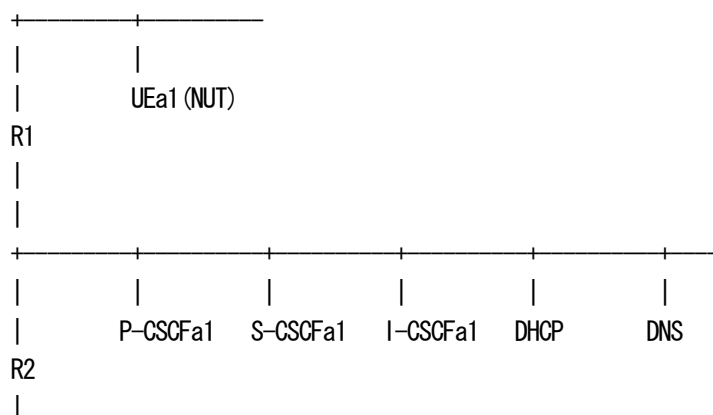 UEa1(NUT)
R1
P-CSCFa1 S-CSCFa1 I-CSCFa1 DHCP DNS
R2